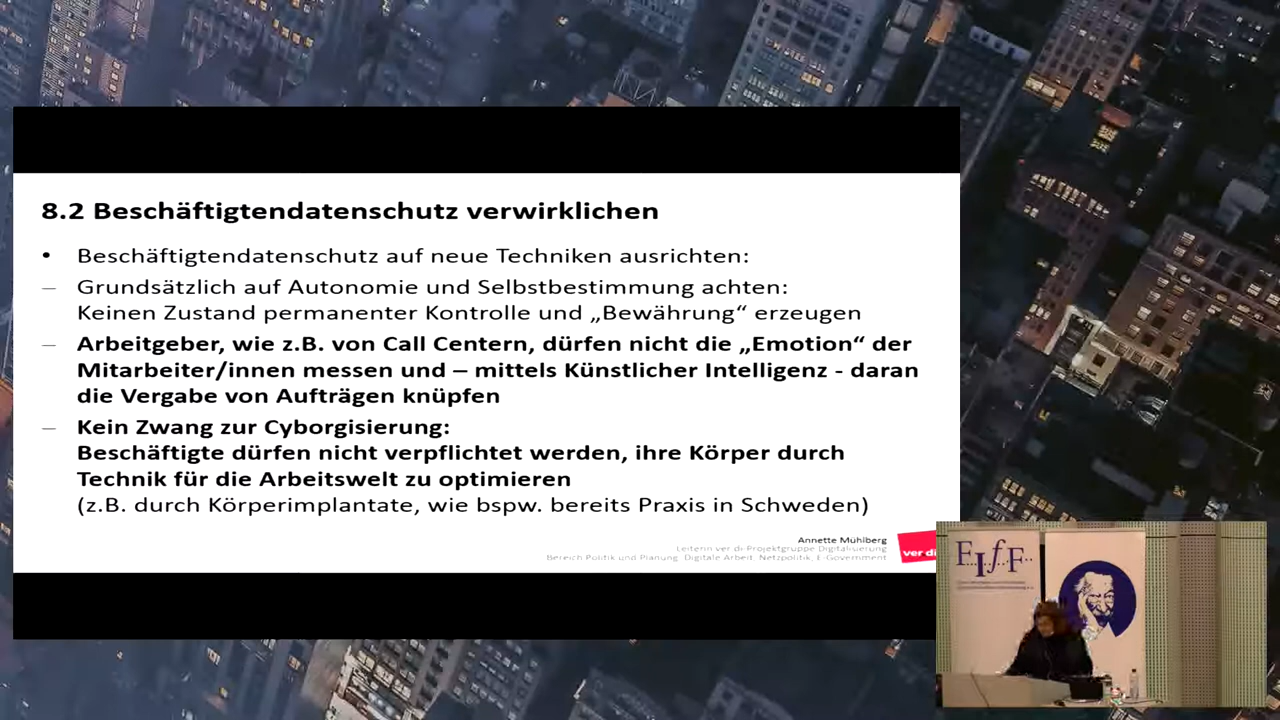 8.2 Beschäftigtendatenschutz verwirklichen
• Beschäftigtendatenschutz auf neue Techniken ausrichten:
– Grundsätzlich auf Autonomie und Selbstbestimmung achten:
Keinen Zustand permanenter Kontrolle und „Bewährung“ erzeugen
– Arbeitgeber, wie z.B. von Call Centern, dürfen nicht die „Emotion“ der
Mitarbeiter/innen messen und – mittels Künstlicher Intelligenz - daran
die Vergabe von Aufträgen knüpfen
– Kein Zwang zur Cyborgisierung:
Beschäftigte dürfen nicht verpflichtet werden, ihre Körper durch
Technik für die Arbeitswelt zu optimieren
(z.B. durch Körperimplantate, wie bspw. bereits Praxis in Schweden)
Annette Mühlberg
Leiterin ver.di-Projektgruppe Digitalisierung
Bereich Politik und Planung, Digitale Arbeit, Netzpolitik, E-Government
ver di
F..I..f..F..